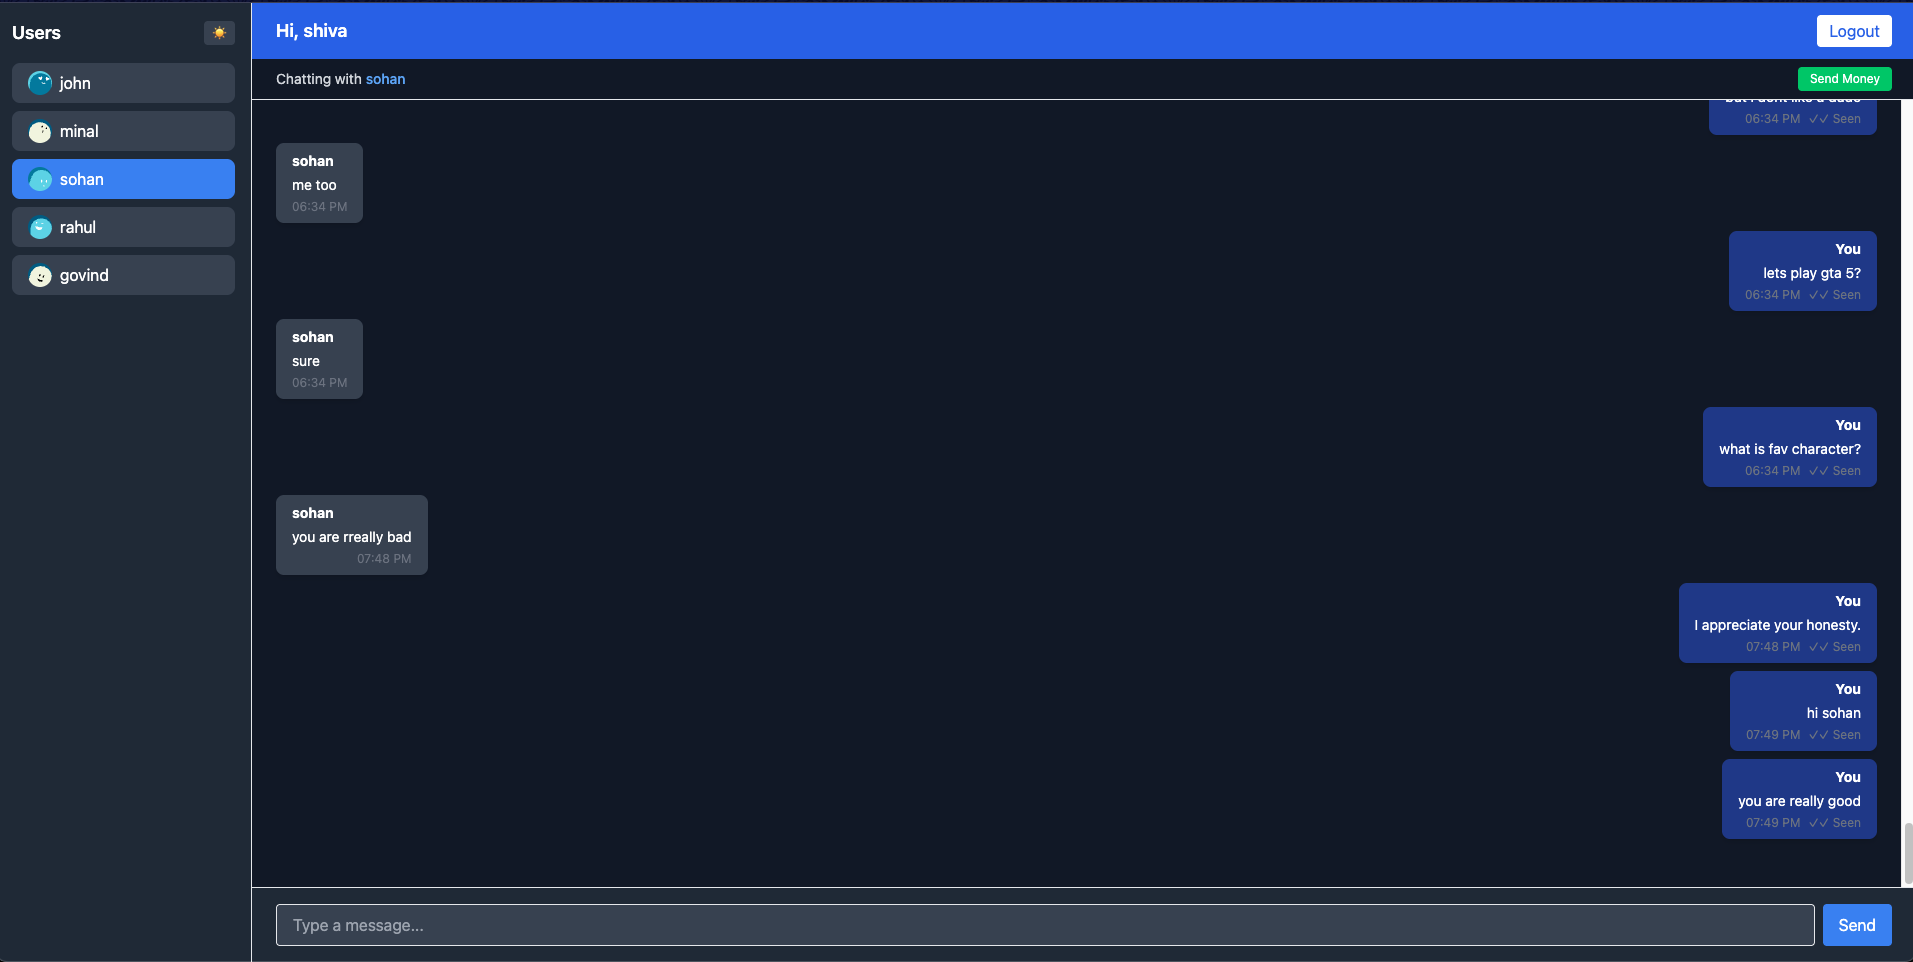 Users
john
minal
sohan
rahul
govind
Hi, shiva
Logout
Chatting with sohan
Send Money
06:34 PM ✓✓ Seen
sohan
me too
06:34 PM
You
lets play gta 5?
06:34 PM ✓✓ Seen
sohan
sure
06:34 PM
You
what is fav character?
06:34 PM ✓✓ Seen
sohan
you are rreally bad
07:48 PM
You
I appreciate your honesty.
07:48 PM ✓✓ Seen
You
hi sohan
07:49 PM ✓✓ Seen
You
you are really good
07:49 PM ✓✓ Seen
Type a message...
Send